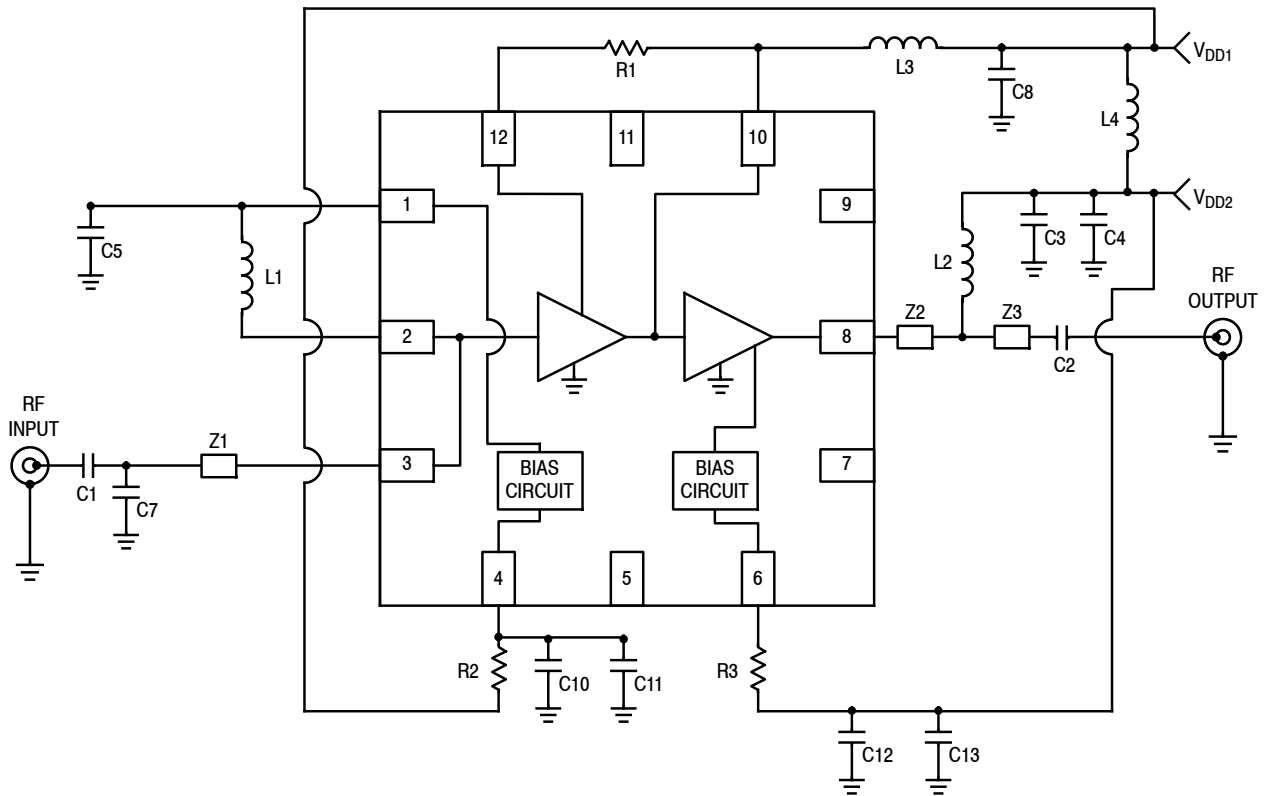 R1
L3
C8
VDD1
L4
12
11
10
1
9
VDD2
C5
L1
C3
C4
L2
RF
OUTPUT
2
8
Z2
Z3
C2
RF
INPUT
Z1
3
7
C1
C7
BIAS
CIRCUIT
BIAS
CIRCUIT
4
5
6
R2
C10
C11
R3
C12
C13